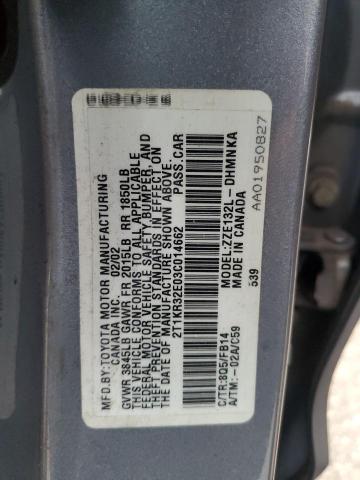 MFD.BY:TOYOTA MOTOR MANUFACTURING
CANADA INC. 02/02
GVWR 3845LB GAWR FR 2015LB RR 1850LB
THIS VEHICLE CONFORMS TO ALL APPLICABLE
FEDERAL MOTOR VEHICLE SAFETY, BUMPER, AND
THEFT PREVENTION STANDARDS IN EFFECT ON
THE DATE OF MANUFACTURE SHOWN ABOVE.
2T1KR32E03C014662 PASS.CAR
C/TR:8Q5/FB14 MODEL:ZZE132L-
A/TM:-02A/C59 DHMNKA
MADE IN CANADA
539 AA01950827